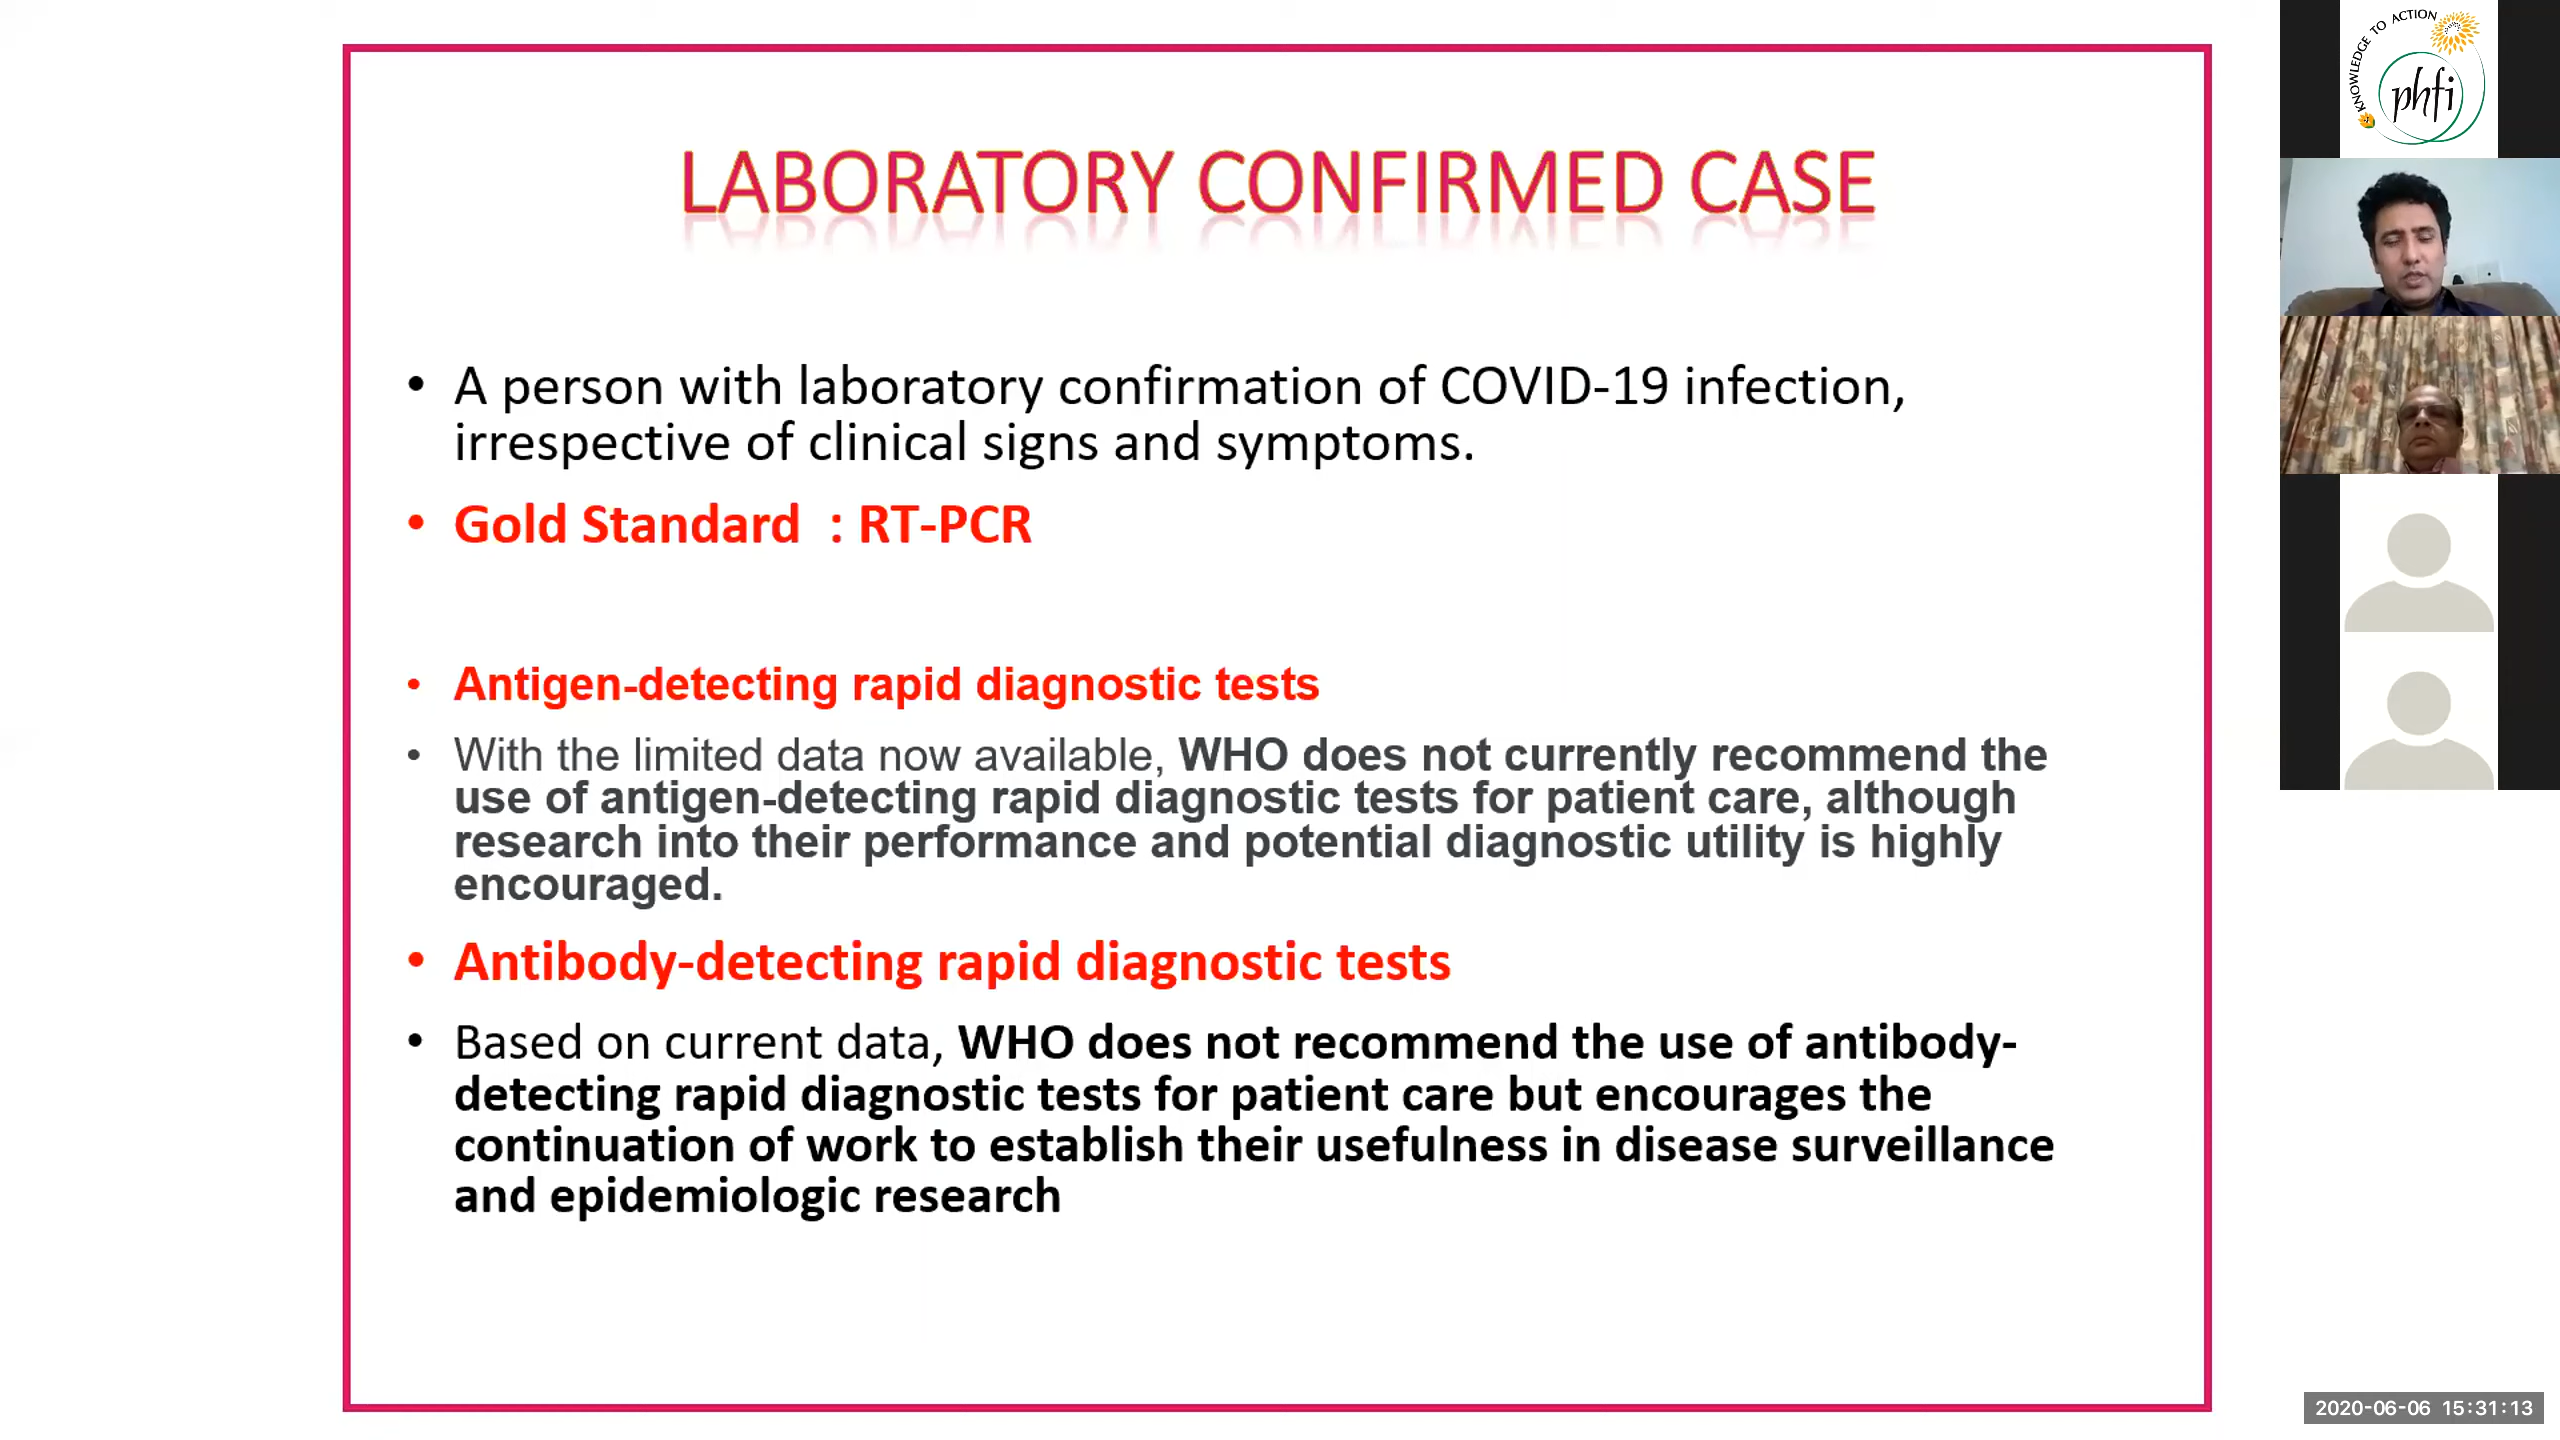 KNOWLEDGE TO ACTION
phfi
LABORATORY CONFIRMED CASE
• A person with laboratory confirmation of COVID-19 infection,
irrespective of clinical signs and symptoms.
• Gold Standard : RT-PCR
• Antigen-detecting rapid diagnostic tests
• With the limited data now available, WHO does not currently recommend the
use of antigen-detecting rapid diagnostic tests for patient care, although
research into their performance and potential diagnostic utility is highly
encouraged.
• Antibody-detecting rapid diagnostic tests
• Based on current data, WHO does not recommend the use of antibody-
detecting rapid diagnostic tests for patient care but encourages the
continuation of work to establish their usefulness in disease surveillance
and epidemiologic research
2020-06-06 15:31:13